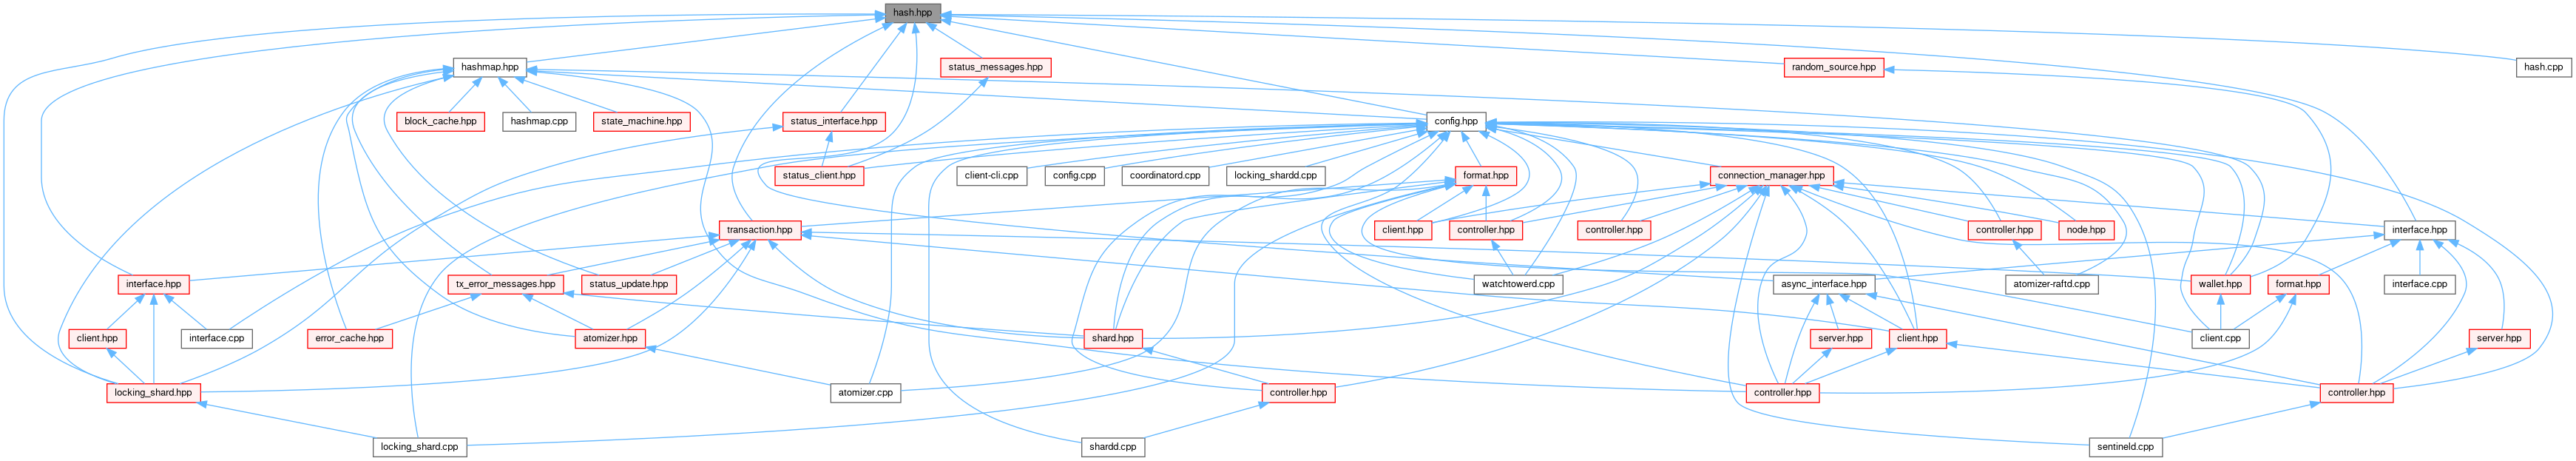 hash.hpp
hashmap.hpp
status_messages.hpp
random_source.hpp
hash.cpp
block_cache.hpp
hashmap.cpp
state_machine.hpp
status_interface.hpp
config.hpp
status_client.hpp
client-cli.cpp
config.cpp
coordinatord.cpp
locking_shardd.cpp
format.hpp
connection_manager.hpp
transaction.hpp
client.hpp
controller.hpp
controller.hpp
controller.hpp
node.hpp
interface.hpp
interface.hpp
tx_error_messages.hpp
status_update.hpp
watchtowerd.cpp
async_interface.hpp
atomizer-raftd.cpp
wallet.hpp
format.hpp
interface.cpp
client.hpp
interface.cpp
error_cache.hpp
atomizer.hpp
shard.hpp
server.hpp
client.hpp
client.cpp
server.hpp
locking_shard.hpp
atomizer.cpp
controller.hpp
controller.hpp
controller.hpp
locking_shard.cpp
shardd.cpp
sentineld.cpp